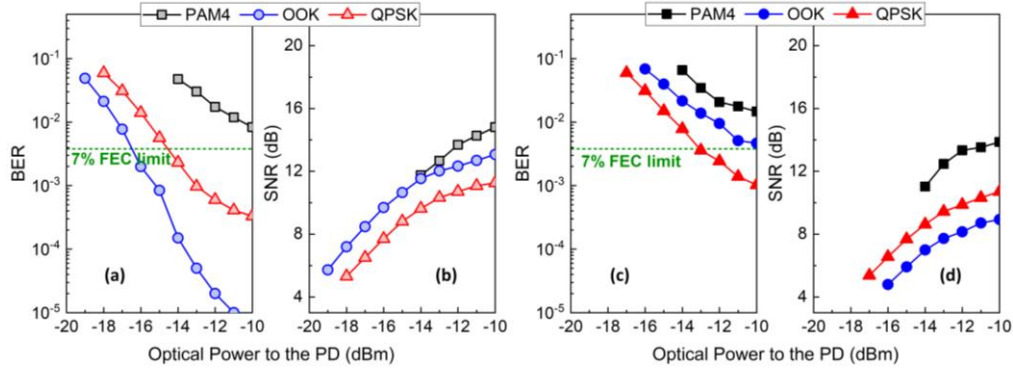 PAM4 OOK QPSK
PAM4 OOK QPSK
10⁻¹
10⁻²
10⁻³
10⁻⁴
10⁻⁵
BER
7% FEC limit
(a)
-20 -18 -16 -14 -12 -10
20
16
12
8
4
SNR (dB)
(b)
-20 -18 -16 -14 -12 -10
Optical Power to the PD (dBm)
10⁻¹
10⁻²
10⁻³
10⁻⁴
10⁻⁵
BER
7% FEC limit
(c)
-20 -18 -16 -14 -12 -10
20
16
12
8
4
SNR (dB)
(d)
-20 -18 -16 -14 -12 -10
Optical Power to the PD (dBm)